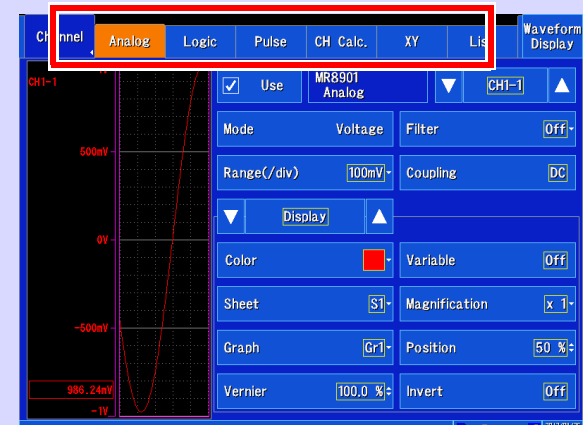 Channel Analog Logic Pulse CH Calc. XY Lis Waveform Display
CH1-1
Use MR8901 Analog CH1-1
Mode Voltage Filter Off
500mV
Range(/div) 100mV Coupling DC
Display
0V
Color Variable Off
Sheet S1 Magnification x 1
-500mV
Graph Gr1 Position 50 %
986.24mV
Vernier 100.0 % Invert Off
-1V